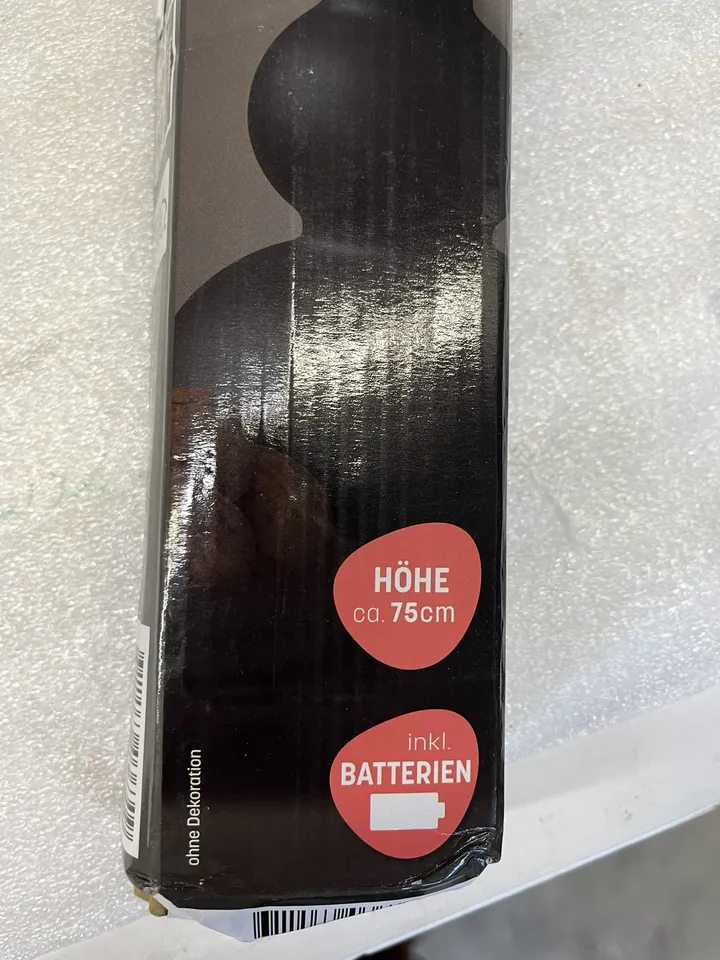 HÖHE
ca. 75cm
inkl.
BATTERIEN
ohne Dekoration